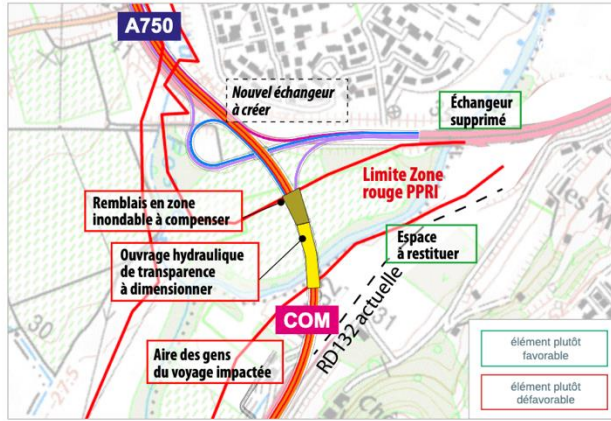 A750
Nouvel échangeur
à créer
Échangeur
supprimé
Limite Zone
rouge PPRI
Remblais en zone
inondable à compenser
Ouvrage hydraulique
de transparence
à dimensionner
Espace
à restituer
COM
RD132 actuelle
Aire des gens
du voyage impactée
élément plutôt
favorable
élément plutôt
défavorable
30
31
27.5
32